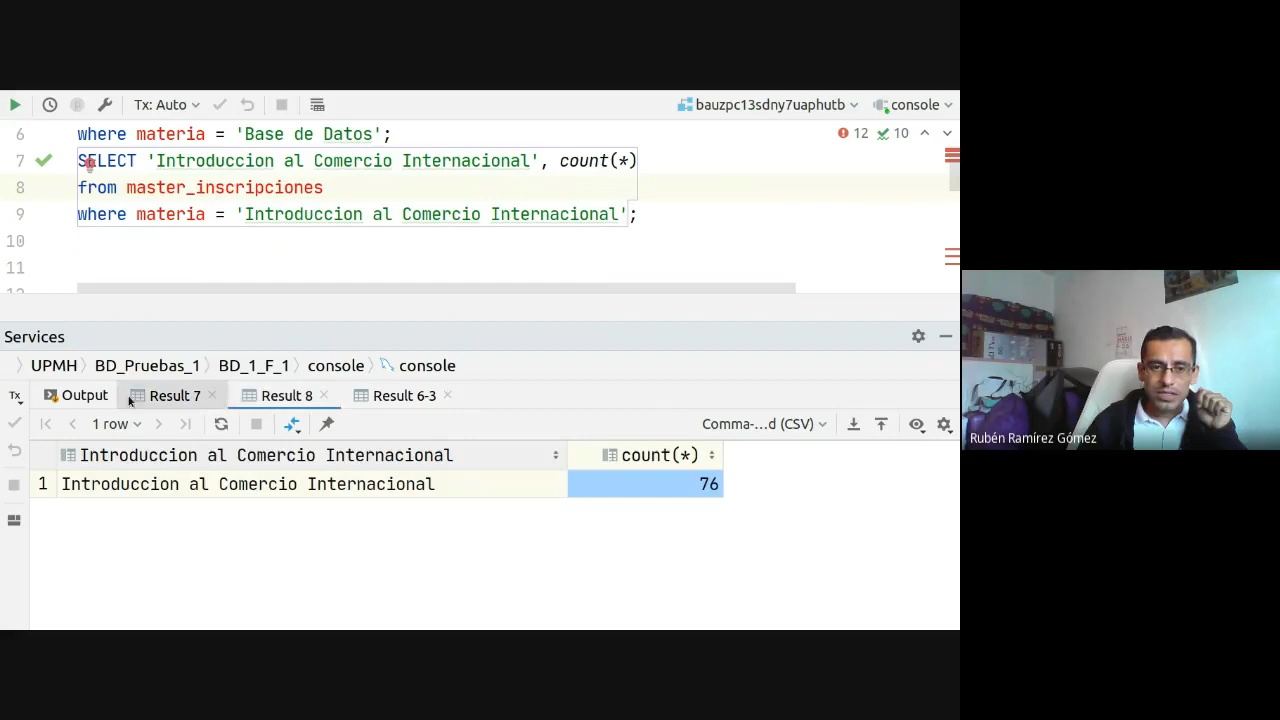 Tx: Auto
bauzpc13sdny7uaphutb
console
6 where materia = 'Base de Datos';
12 10
7 SELECT 'Introduccion al Comercio Internacional', count(*)
8 from master_inscripciones
9 where materia = 'Introduccion al Comercio Internacional';
10
11
Services
UPMH BD_Pruebas_1 BD_1_F_1 console console
Tx Output Result 7 Result 8 Result 6-3
1 row Comma-...d (CSV)
Introduccion al Comercio Internacional count(*)
1 Introduccion al Comercio Internacional 76
Rubén Ramírez Gómez